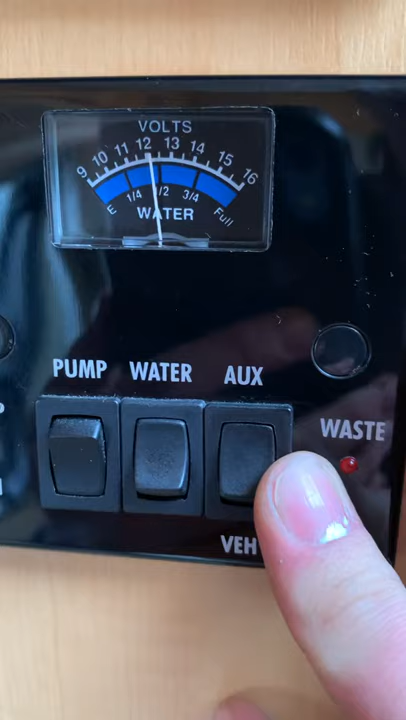 VOLTS
9 10 11 12 13 14 15 16
E 1/4 1/2 3/4 Full
WATER
PUMP WATER AUX
WASTE
VEH